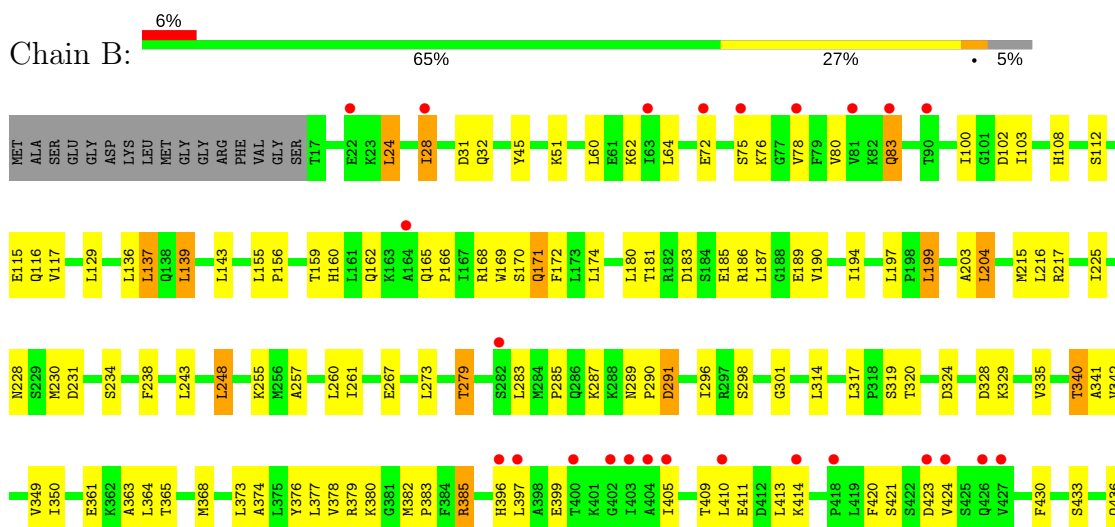 6%
Chain B:
65% 27% • 5%
MET ALA SER GLU GLY ASP LYS LEU MET GLY GLY ARG PHE VAL GLY SER T17 E22 K23 L24 I28 D31 Q32 Y45 K51 L60 E61 K62 I63 L64 E72 S75 K76 G77 V78 F79 V80 V81 K82 Q83 T90 I100 G101 D102 I103 H108 S112
E115 Q116 V117 L129 L136 L137 Q138 L139 L143 L155 P156 T159 H160 L161 Q162 K163 A164 Q165 P166 I167 R168 W169 S170 Q171 F172 L173 L174 L180 T181 R182 D183 S184 E185 R186 L187 G188 E189 V190 I194 L197 P198 L199 A203 L204 M215 L216 R217 I225
N228 S229 M230 D231 S234 F238 L243 L248 K255 M256 A257 L260 I261 E267 L273 T279 S282 L283 M284 P285 Q286 K287 K288 N289 P290 D291 I296 R297 S298 G301 L314 L317 P318 S319 T320 D324 D328 K329 V335 T340 A341 V342
V349 I350 E361 K362 A363 L364 T365 M368 L373 A374 L375 Y376 L377 V378 R379 K380 G381 M382 P383 F384 R385 H396 L397 A398 E399 T400 K401 G402 I403 A404 I405 T409 L410 E411 D412 L413 K414 P418 L419 F420 S421 S422 D423 V424 S425 Q426 V427 F430 S433